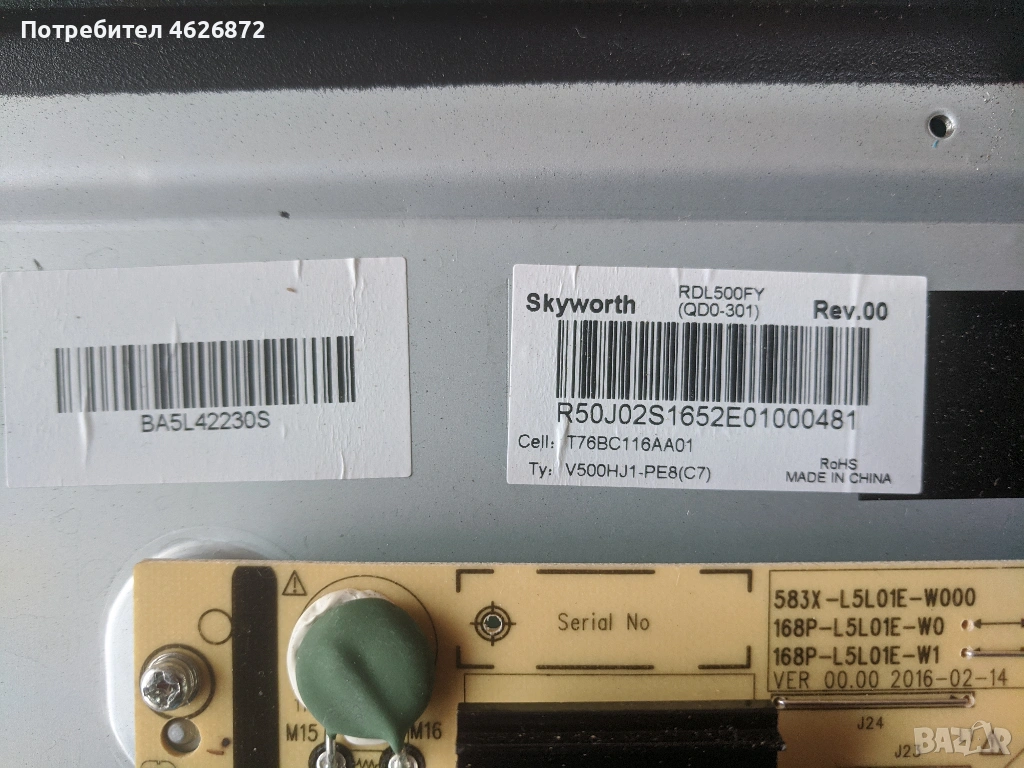 Потребител 4626872
BA5L42230S
Skyworth
RDL500FY
(QD0-301)
Rev.00
R50J02S1652E01000481
Cell: T76BC116AA01
Ty: V500HJ1-PE8(C7)
RoHS
MADE IN CHINA
Serial No
583X-L5L01E-W000
168P-L5L01E-W0
168P-L5L01E-W1
VER 00.00 2016-02-14
M15
M16
J24
J23
BAZAR